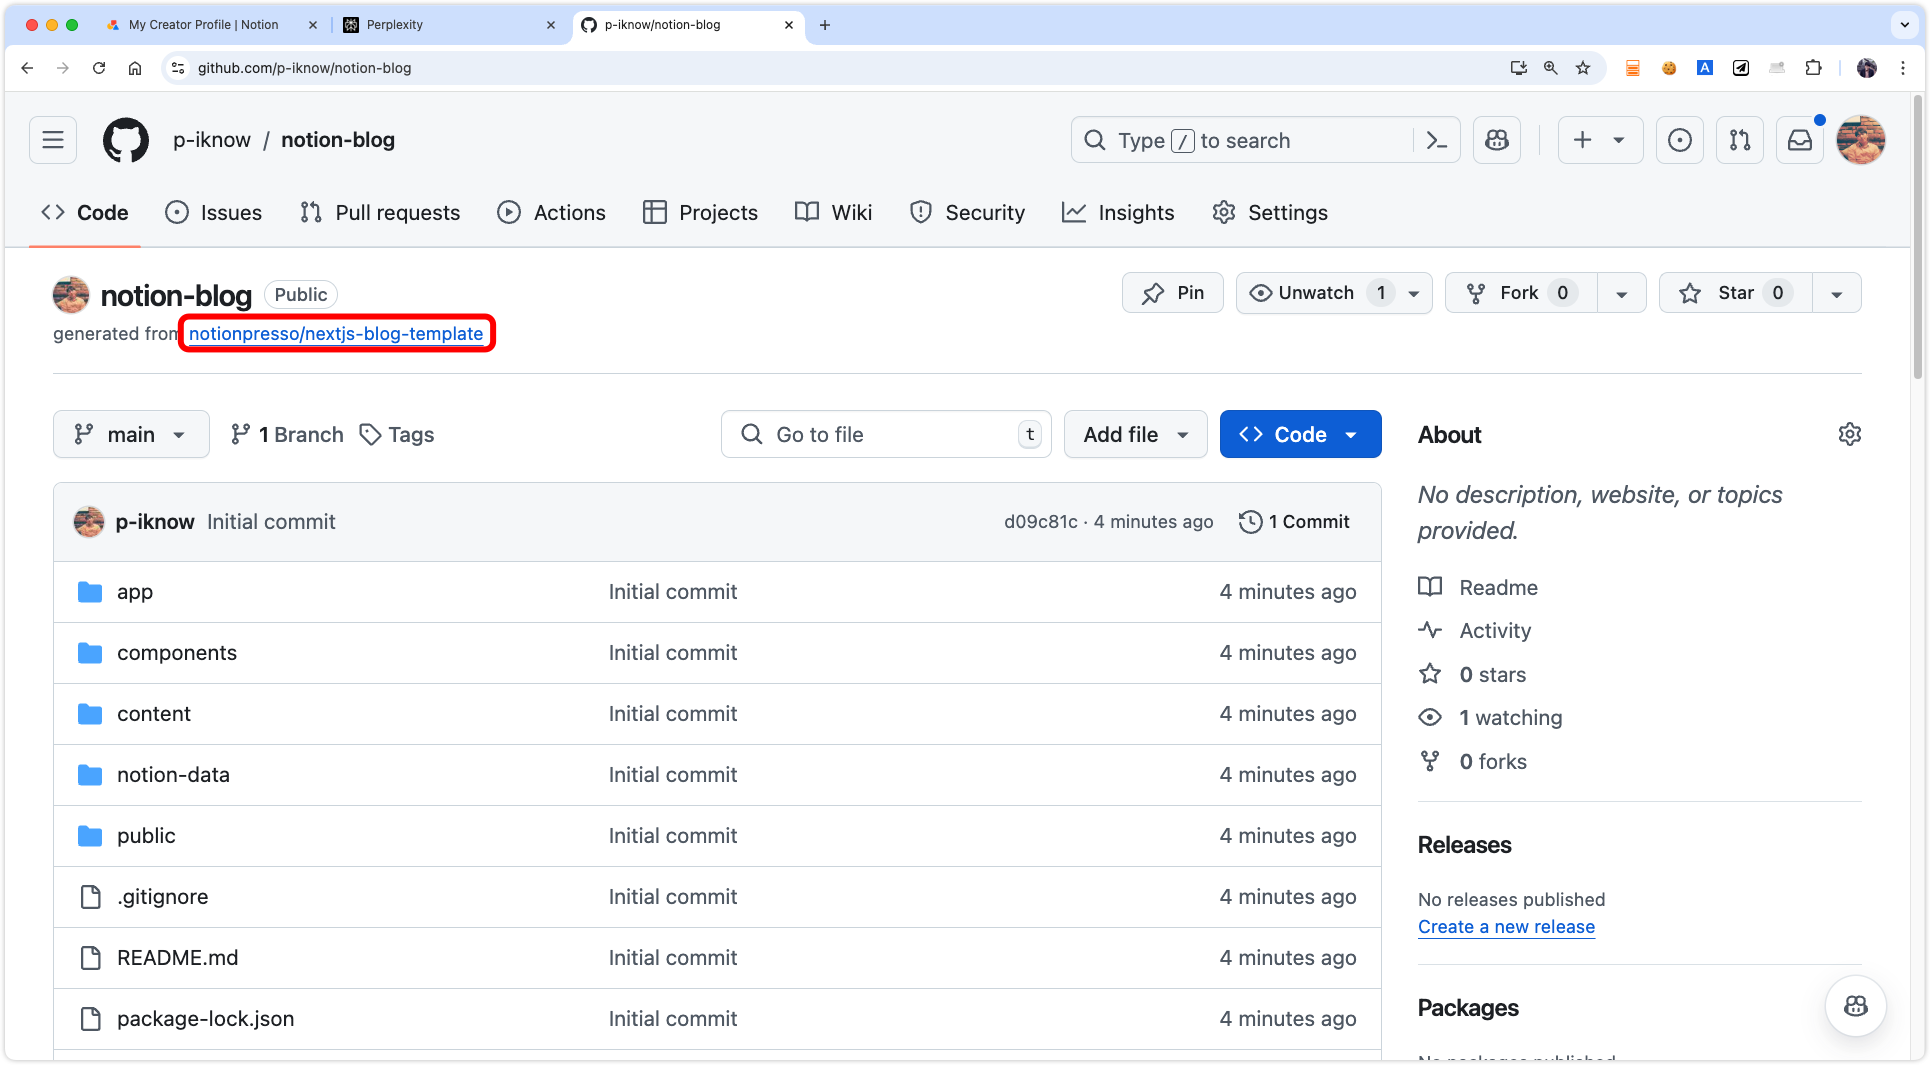 My Creator Profile | Notion
Perplexity
p-iknow/notion-blog
github.com/p-iknow/notion-blog
p-iknow / notion-blog
Type / to search
Code
Issues
Pull requests
Actions
Projects
Wiki
Security
Insights
Settings
notion-blog Public
Pin
Unwatch 1
Fork 0
Star 0
generated from notionpresso/nextjs-blog-template
main
1 Branch
Tags
Go to file t
Add file
Code
About
No description, website, or topics
provided.
p-iknow Initial commit d09c81c · 4 minutes ago 1 Commit
app Initial commit 4 minutes ago
components Initial commit 4 minutes ago
content Initial commit 4 minutes ago
notion-data Initial commit 4 minutes ago
public Initial commit 4 minutes ago
.gitignore Initial commit 4 minutes ago
README.md Initial commit 4 minutes ago
package-lock.json Initial commit 4 minutes ago
Readme
Activity
0 stars
1 watching
0 forks
Releases
No releases published
Create a new release
Packages
No packages published